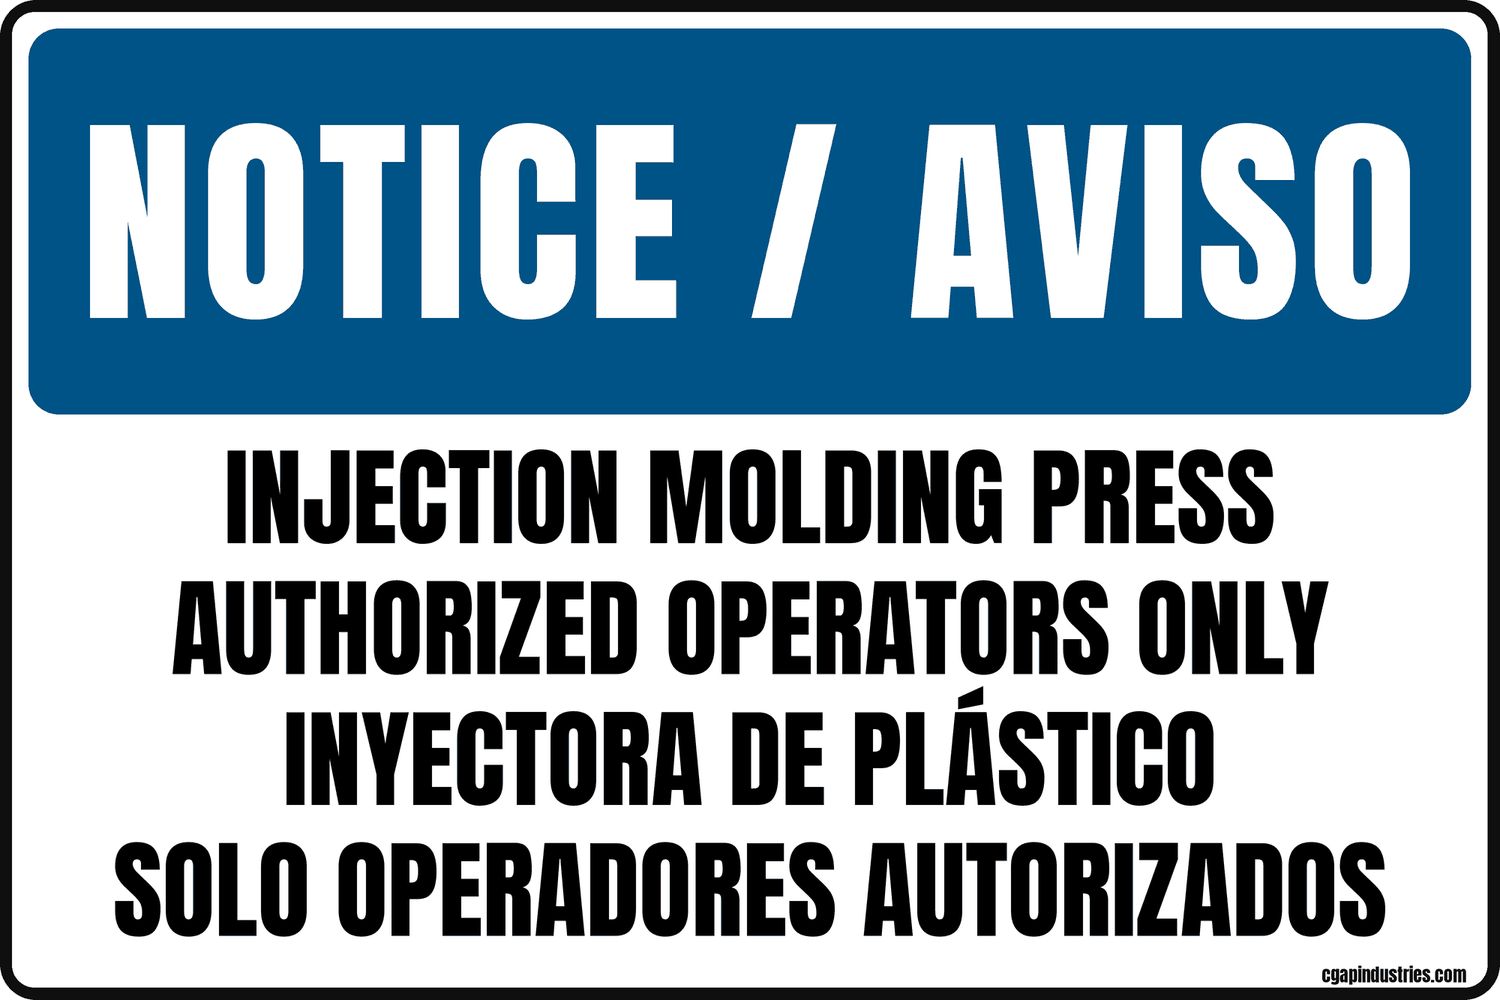 NOTICE / AVISO
INJECTION MOLDING PRESS
AUTHORIZED OPERATORS ONLY
INYECTORA DE PLÁSTICO
SOLO OPERADORES AUTORIZADOS
cgapindustries.com